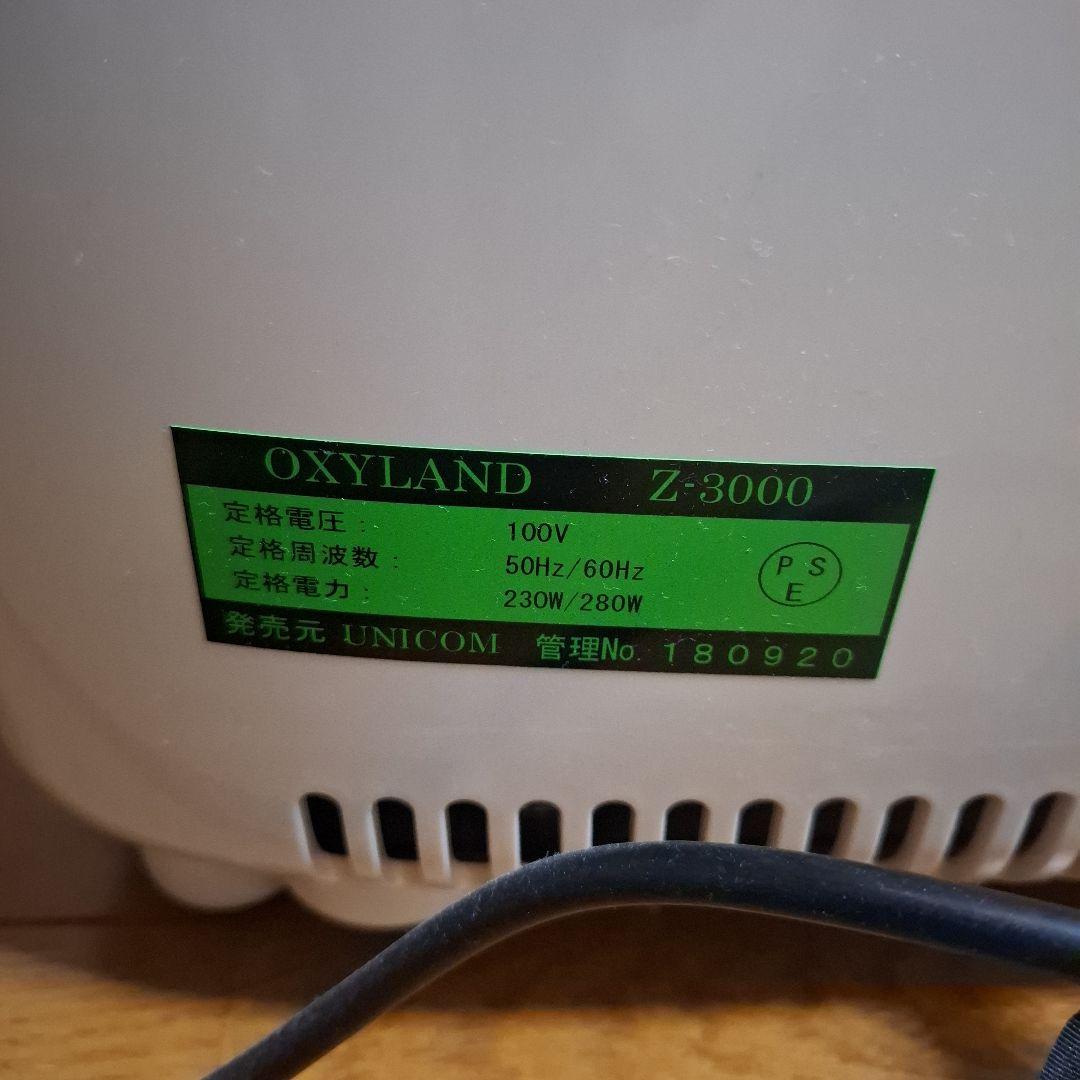 OXYLAND Z-3000
定格電圧: 100V
定格周波数: 50Hz/60Hz
定格電力: 230W/280W
PSE
発売元 UNICOM 管理No. 180920